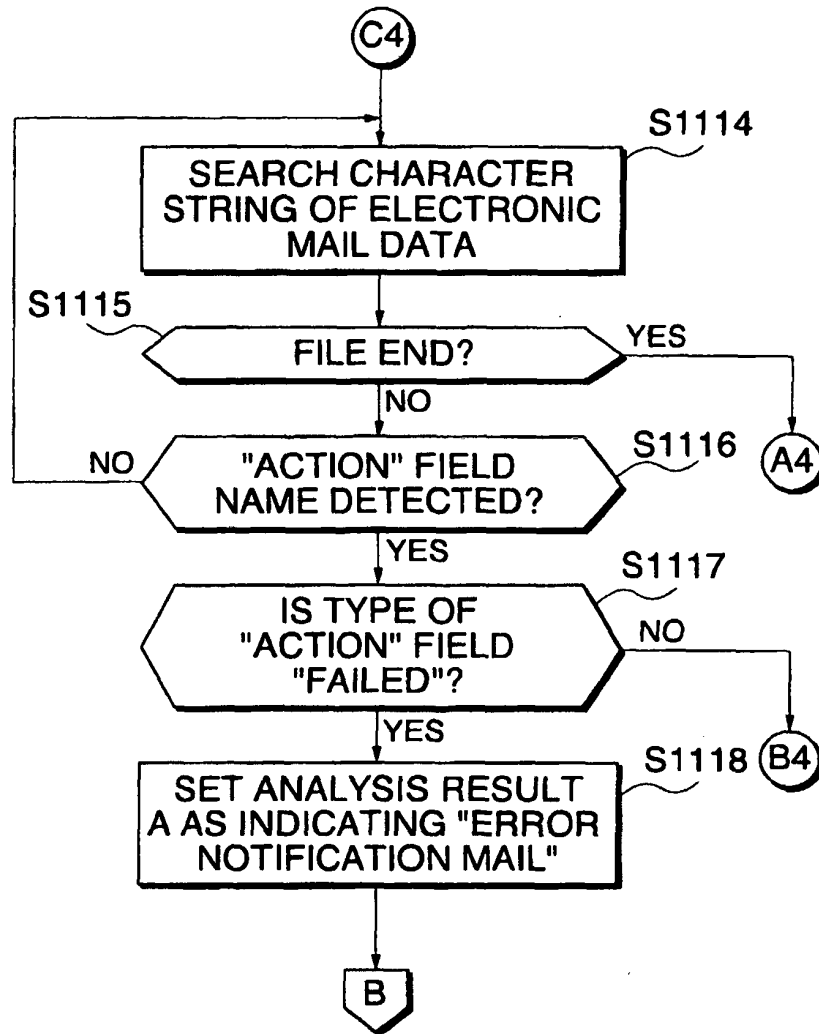 C4
S1114
SEARCH CHARACTER
STRING OF ELECTRONIC
MAIL DATA
S1115
FILE END?
YES
NO
A4
S1116
NO
"ACTION" FIELD
NAME DETECTED?
YES
S1117
IS TYPE OF
"ACTION" FIELD
"FAILED"?
NO
YES
B4
S1118
SET ANALYSIS RESULT
A AS INDICATING "ERROR
NOTIFICATION MAIL"
B